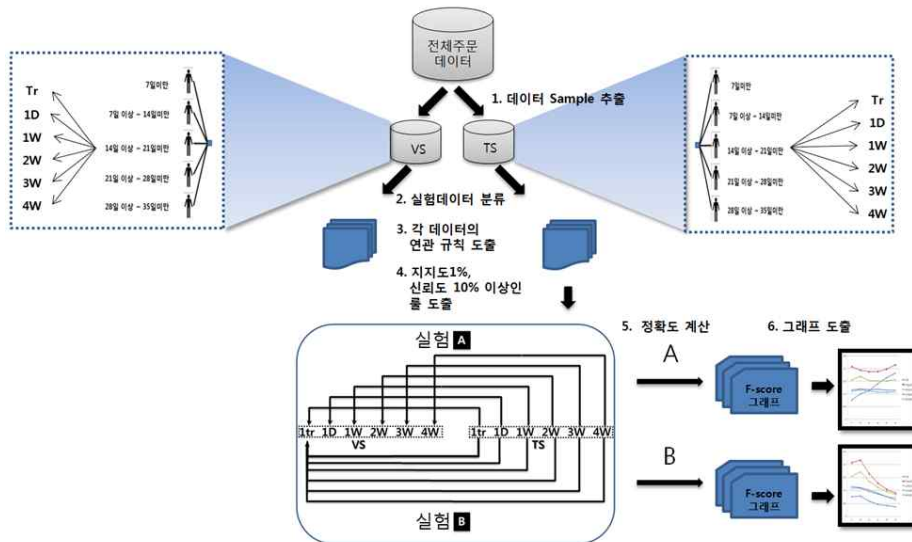 전체주문
데이터
1. 데이터 Sample 추출
VS
TS
Tr
1D
1W
2W
3W
4W
7일미만
7일 이상 ~ 14일미만
14일 이상 ~ 21일미만
21일 이상 ~ 28일미만
28일 이상 ~ 35일미만
7일미만
7일 이상 ~ 14일미만
14일 이상 ~ 21일미만
21일 이상 ~ 28일미만
28일 이상 ~ 35일미만
Tr
1D
1W
2W
3W
4W
2. 실험데이터 분류
3. 각 데이터의
연관 규칙 도출
4. 지지도1%,
신뢰도 10% 이상인
룰 도출
5. 정확도 계산
6. 그래프 도출
실험 A
1tr 1D 1W 2W 3W 4W
VS
1tr 1D 1W 2W 3W 4W
TS
실험 B
A
F-score
그래프
B
F-score
그래프